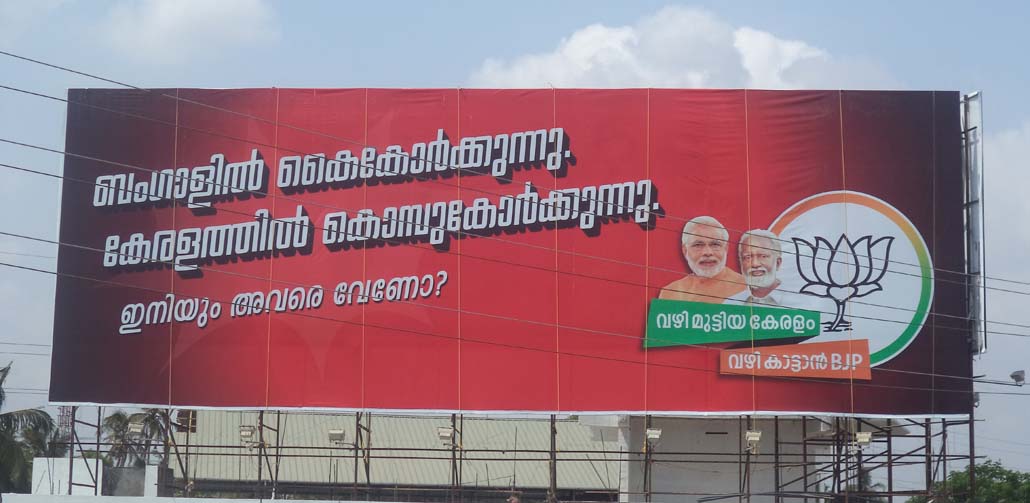 ബംഗാളിൽ കൈകോർക്കുന്നു.
കേരളത്തിൽ കൊമ്പുകോർക്കുന്നു.
ഇനിയും അവരെ വേണോ?
വഴി മുട്ടിയ കേരളം
വഴി കാട്ടാൻ BJP